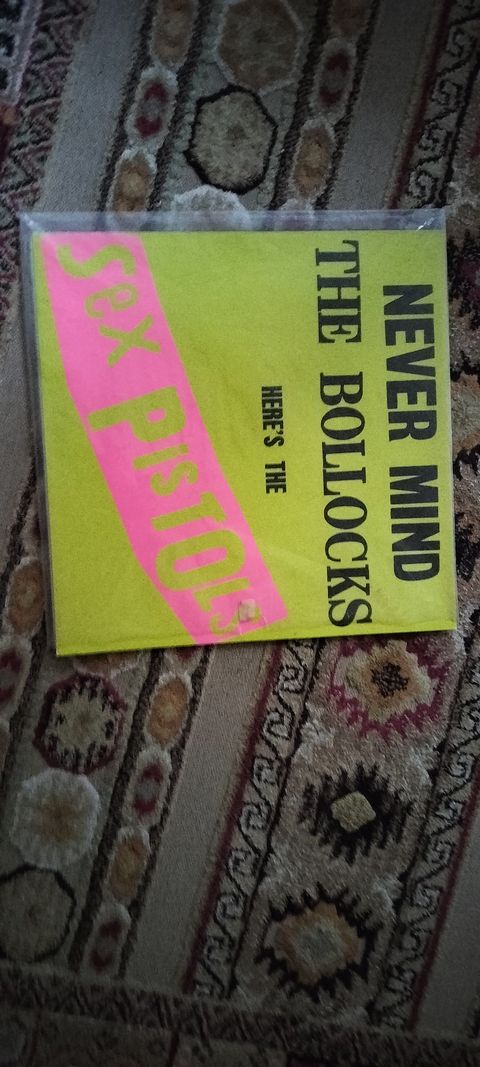 NEVER MIND
THE BOLLOCKS
HERE'S THE
Sex PisTOLs